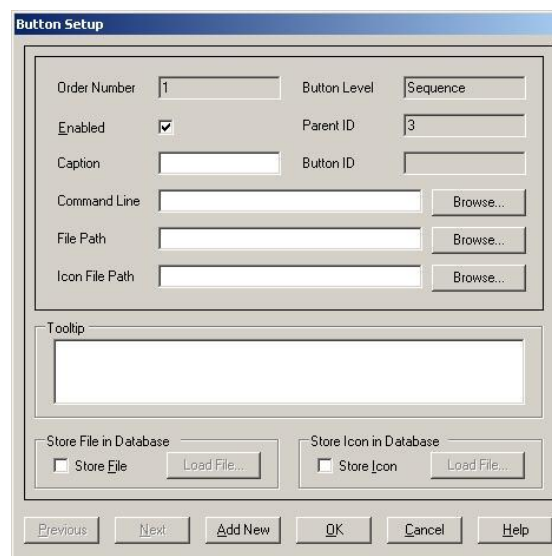 Button Setup
Order Number 1 Button Level Sequence
Enabled Parent ID 3
Caption Button ID
Command Line Browse...
File Path Browse...
Icon File Path Browse...
Tooltip
Store File in Database Store Icon in Database
Store File Load File... Store Icon Load File...
Previous Next Add New OK Cancel Help